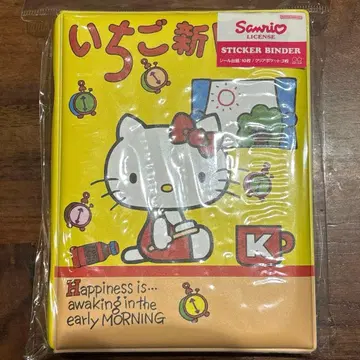 いちご新
Sanrio
LICENSE
STICKER BINDER
シール台紙:10枚/クリアポケット:2枚
K
Happiness is...
awaking in the
early MORNING